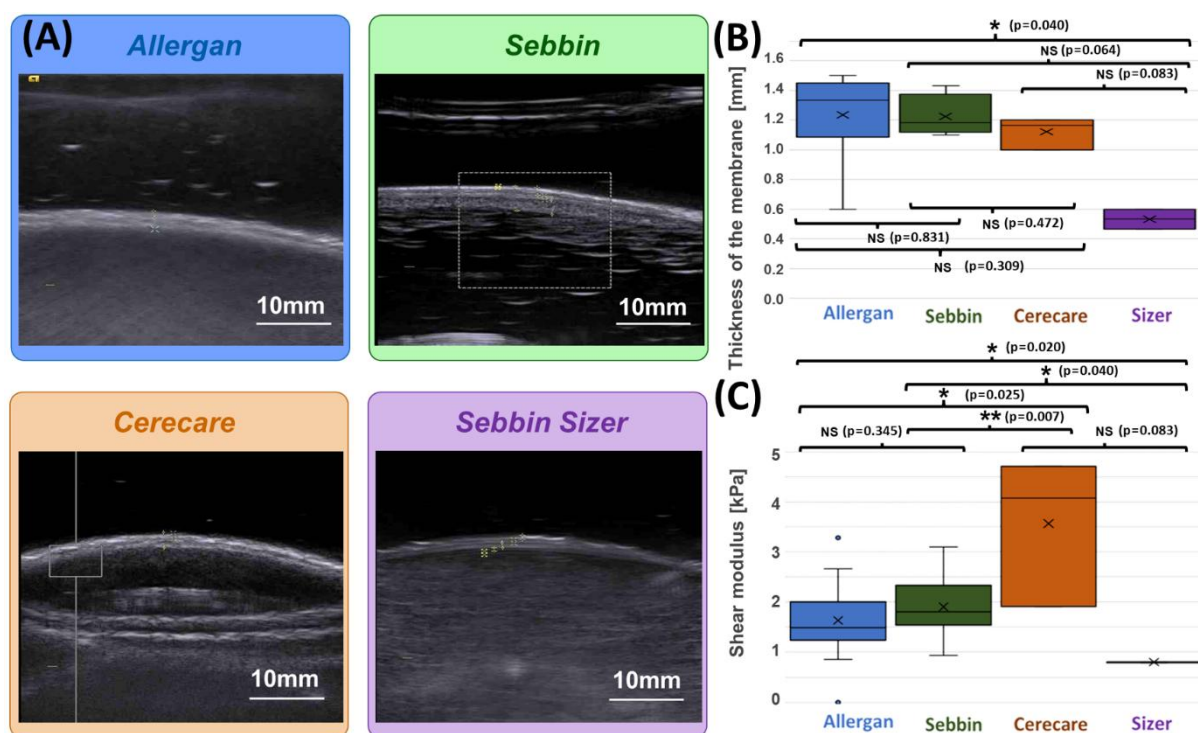 (A)
Allergan
10mm
Sebbin
10mm
Cerecare
10mm
Sebbin Sizer
10mm
(B)
* (p=0.040)
NS (p=0.064)
NS (p=0.083)
Thickness of the membrane [mm]
1.6
1.4
1.2
1.0
0.8
0.6
0.4
0.2
0.0
NS (p=0.472)
NS (p=0.831)
NS (p=0.309)
Allergan Sebbin Cerecare Sizer
(C)
* (p=0.020)
* (p=0.040)
* (p=0.025)
** (p=0.007)
NS (p=0.345)
NS (p=0.083)
Shear modulus [kPa]
5
4
3
2
1
0
Allergan Sebbin Cerecare Sizer